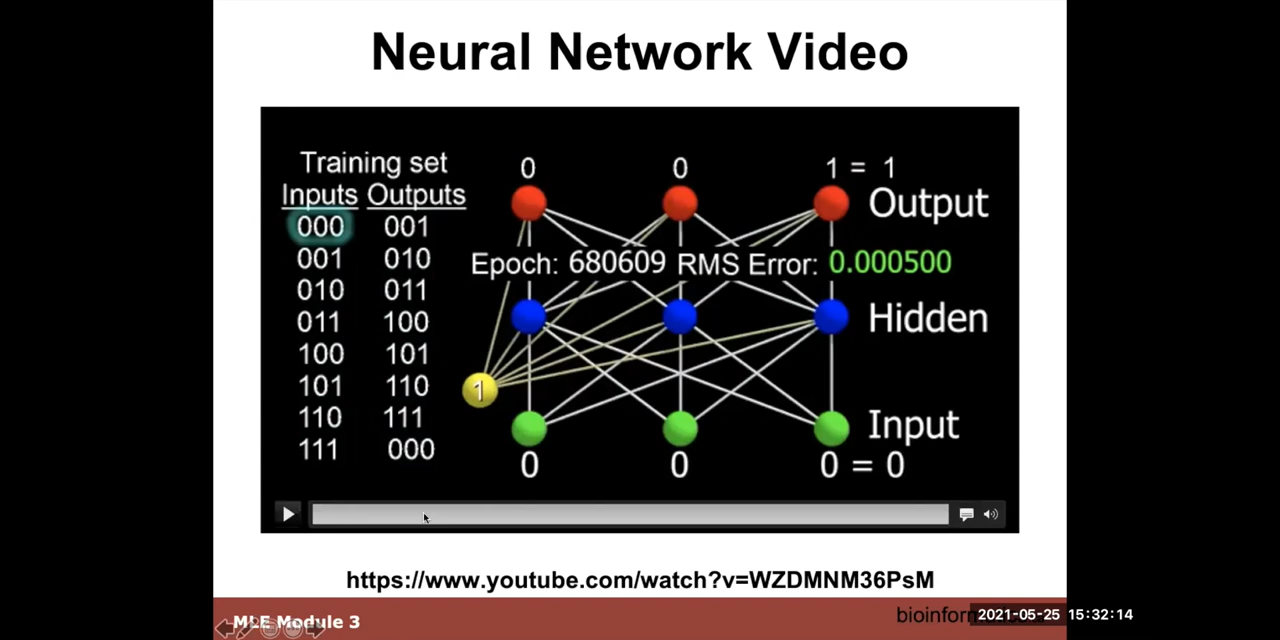 Neural Network Video
Training set
Inputs Outputs
000 001
001 010
010 011
011 100
100 101
101 110
110 111
111 000
0 0 1 = 1
Output
Epoch: 680609 RMS Error: 0.000500
Hidden
1
Input
0 0 0 = 0
https://www.youtube.com/watch?v=WZDMNM36PsM
MLE Module 3
2021-05-25 15:32:14